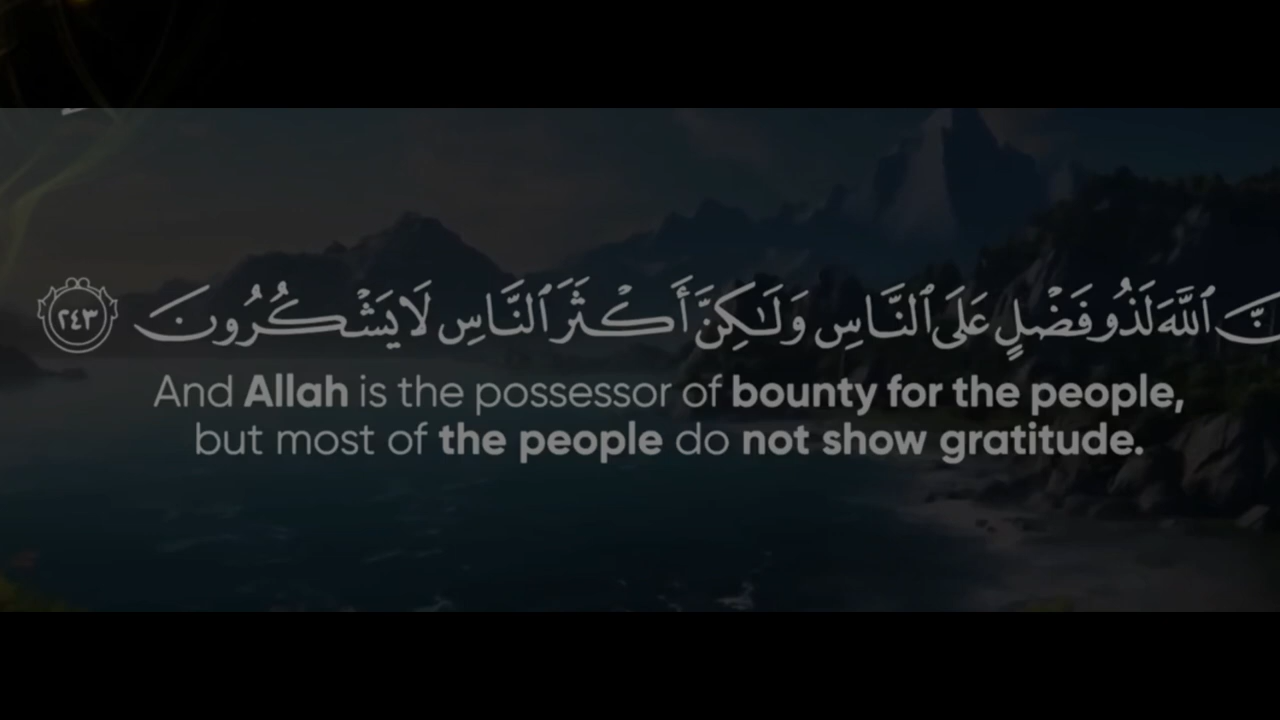 ٱللَّهَ لَذُو فَضْلٍ عَلَى ٱلنَّاسِ وَلَـٰكِنَّ أَكْثَرَ ٱلنَّاسِ لَا يَشْكُرُونَ ٢٤٣
And Allah is the possessor of bounty for the people,
but most of the people do not show gratitude.